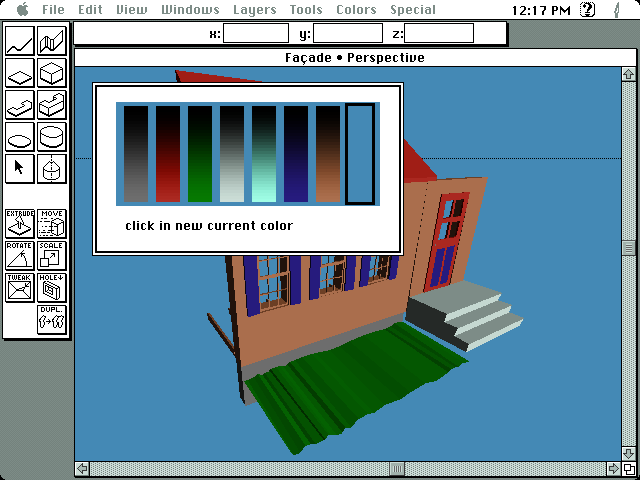 File Edit View Windows Layers Tools Colors Special 12:17 PM
x: y: z:
Façade • Perspective
click in new current color
EXTRUDE MOVE
ROTATE SCALE
TWEAK HOLE↓
DUPL.